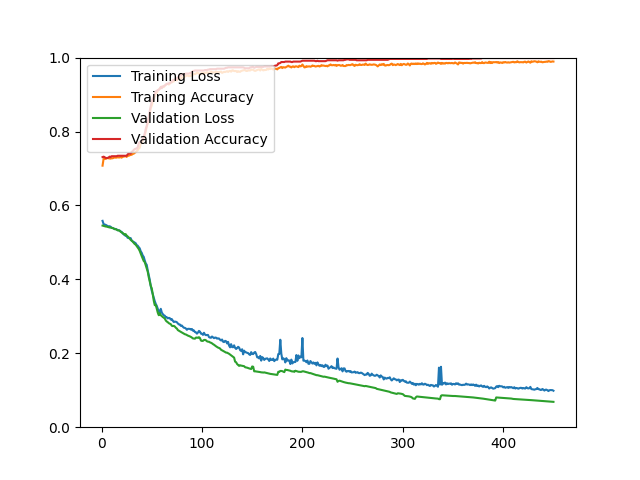 1.0
0.8
0.6
0.4
0.2
0.0
Training Loss
Training Accuracy
Validation Loss
Validation Accuracy
0 100 200 300 400